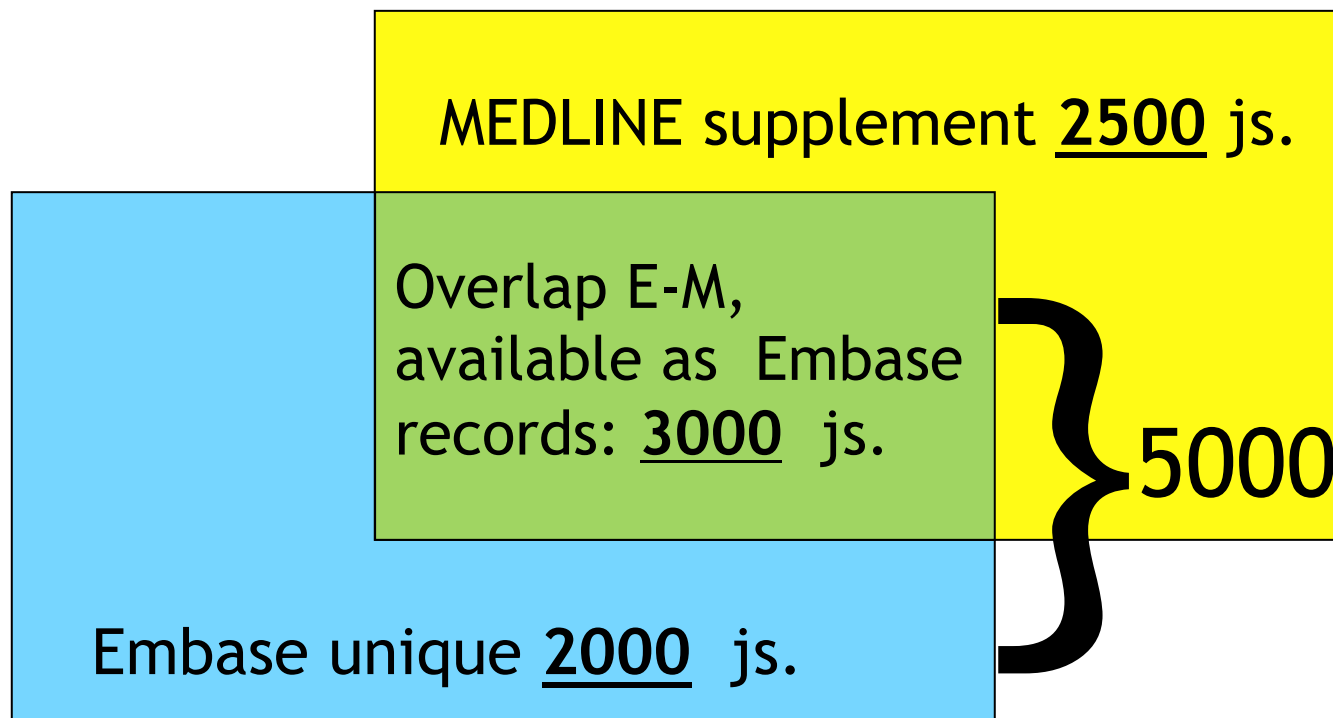 MEDLINE supplement 2500 js.
Overlap E-M,
available as Embase
records: 3000 js.
5000
Embase unique 2000 js.